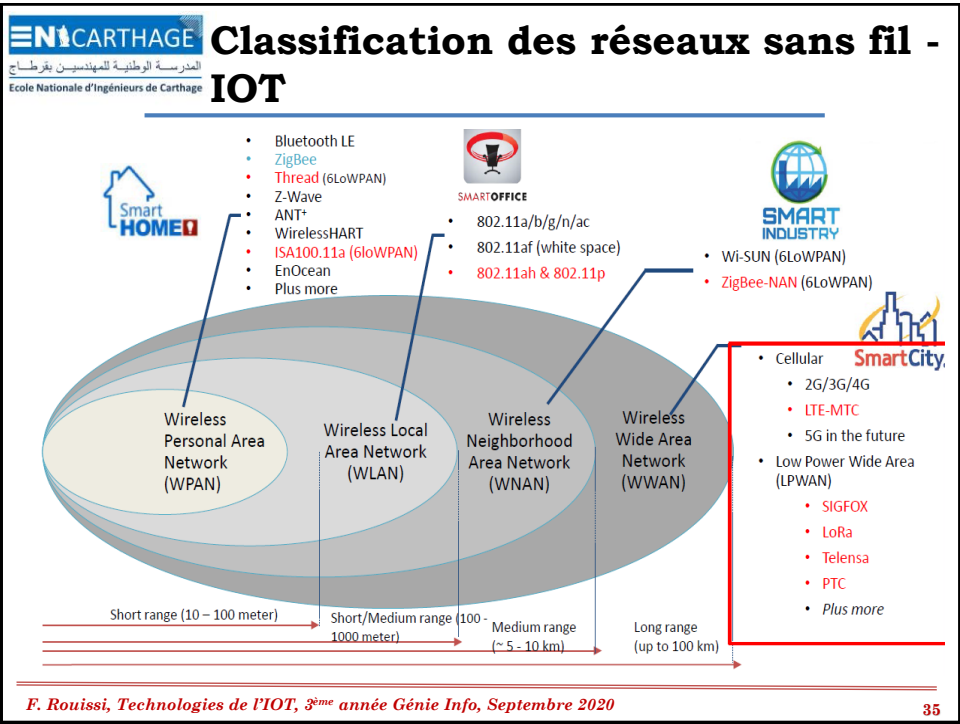 ENICARTHAGE
المدرســة الوطنيــة للمهندسيــن بقرطــاج
Ecole Nationale d'Ingénieurs de Carthage
Classification des réseaux sans fil -
IOT
Smart
HOME
• Bluetooth LE
• ZigBee
• Thread (6LoWPAN)
• Z-Wave
• ANT+
• WirelessHART
• ISA100.11a (6loWPAN)
• EnOcean
• Plus more
SMARTOFFICE
• 802.11a/b/g/n/ac
• 802.11af (white space)
• 802.11ah & 802.11p
SMART
INDUSTRY
• Wi-SUN (6LoWPAN)
• ZigBee-NAN (6LoWPAN)
SmartCity
• Cellular
• 2G/3G/4G
• LTE-MTC
• 5G in the future
• Low Power Wide Area
(LPWAN)
• SIGFOX
• LoRa
• Telensa
• PTC
• Plus more
Wireless
Personal Area
Network
(WPAN)
Wireless Local
Area Network
(WLAN)
Wireless
Neighborhood
Area Network
(WNAN)
Wireless
Wide Area
Network
(WWAN)
Short range (10 – 100 meter)
Short/Medium range (100 -
1000 meter)
Medium range
(~ 5 - 10 km)
Long range
(up to 100 km)
F. Rouissi, Technologies de l'IOT, 3ème année Génie Info, Septembre 2020
35